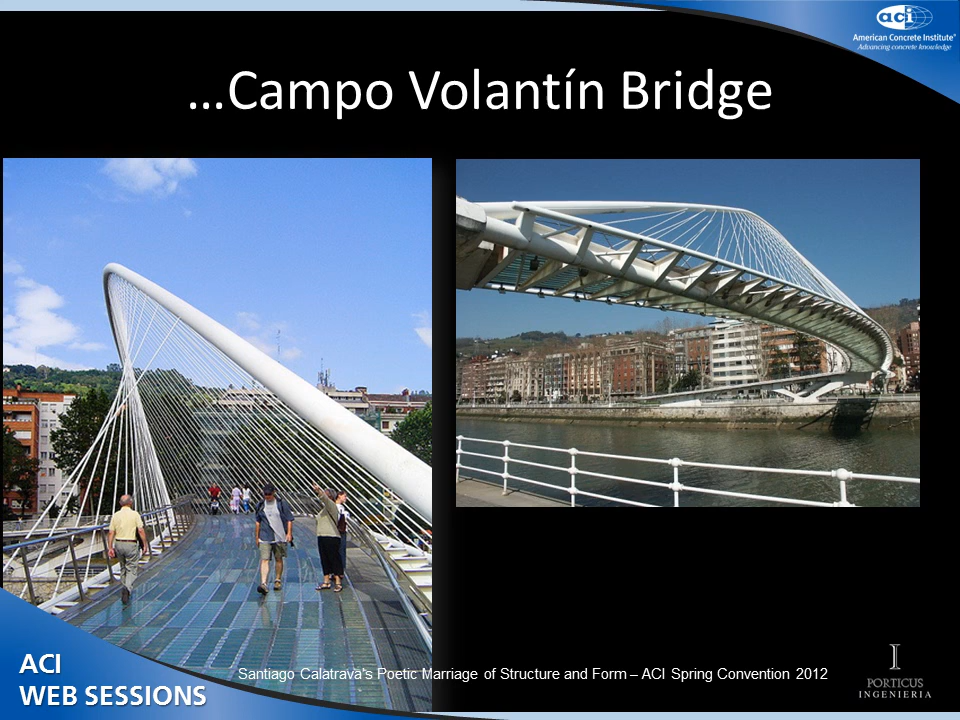 aci
American Concrete Institute®
Advancing concrete knowledge
...Campo Volantín Bridge
ACI
WEB SESSIONS
Santiago Calatrava's Poetic Marriage of Structure and Form – ACI Spring Convention 2012
I
PORTICUS
INGENIERIA